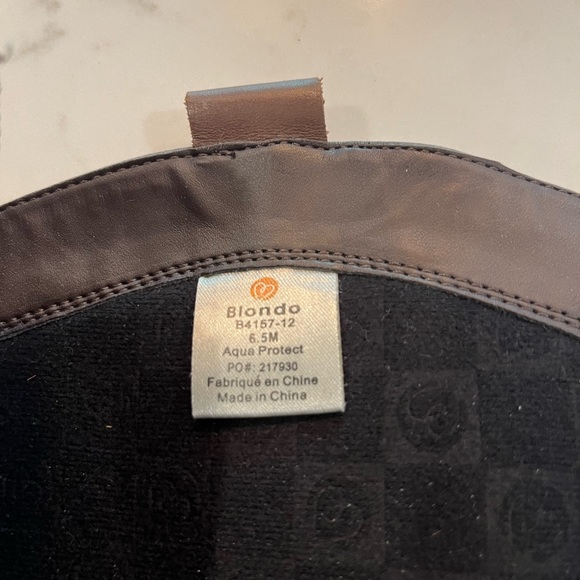 Blondo
B4157-12
6.5M
Aqua Protect
PO#: 217930
Fabriqué en Chine
Made in China